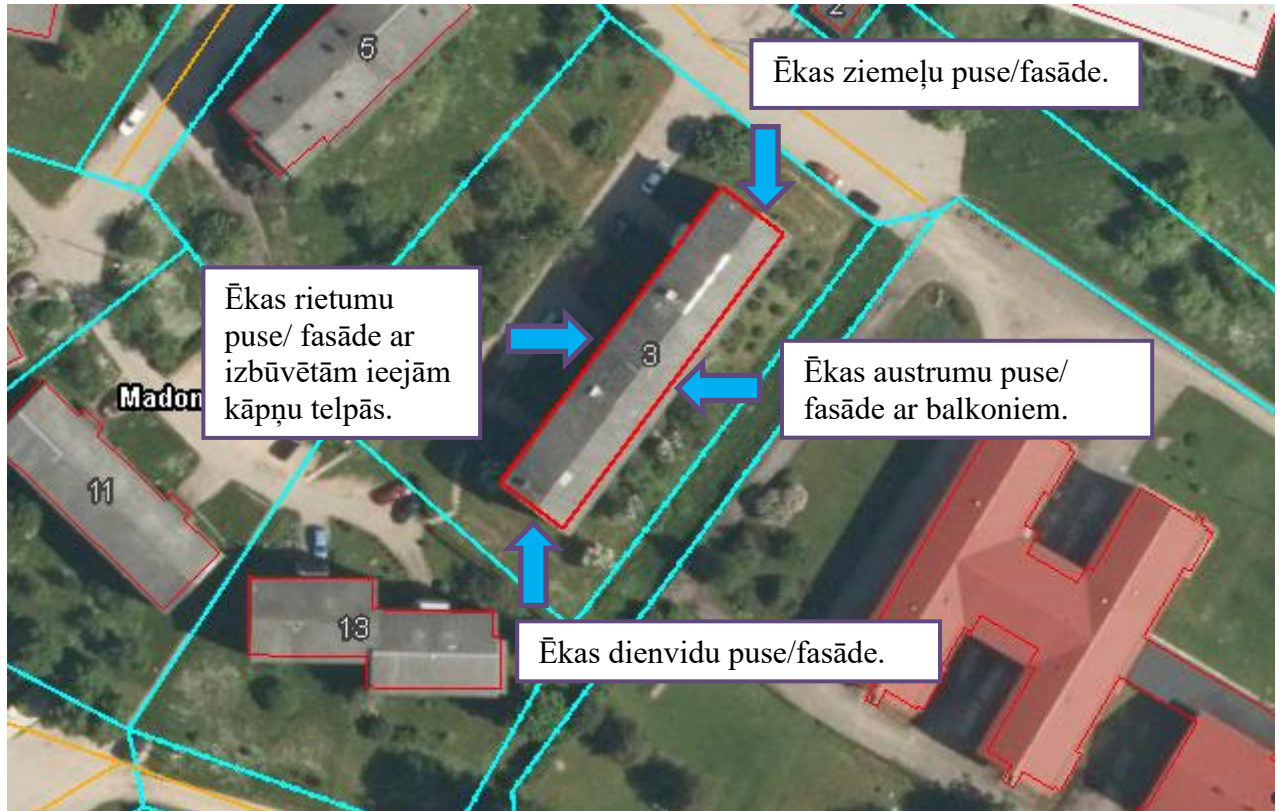 2
5
Ēkas ziemeļu puse/fasāde.
Ēkas rietumu
puse/ fasāde ar
izbūvētām ieejām
kāpņu telpās.
3
Ēkas austrumu puse/
fasāde ar balkoniem.
Madon
11
13
Ēkas dienvidu puse/fasāde.